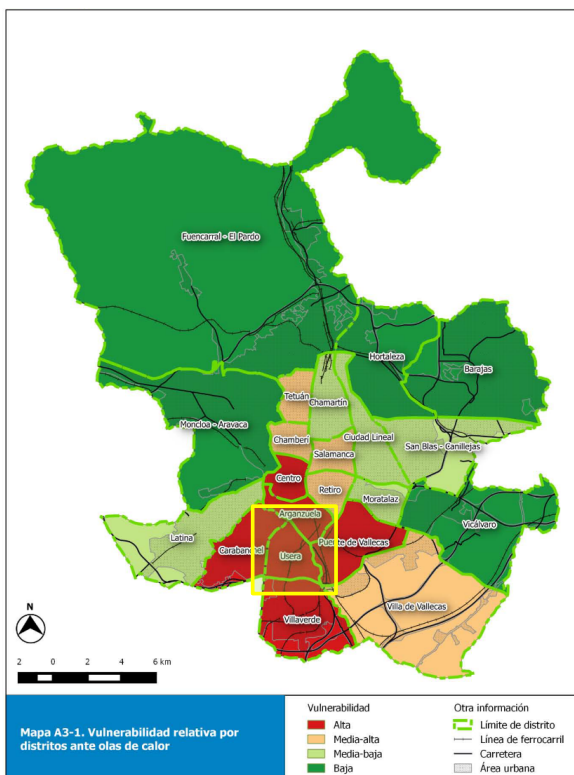 Fuencarral - El Pardo
Hortaleza
Barajas
Tetuán
Chamartín
Moncloa - Aravaca
Chamberí
Ciudad Lineal
San Blas - Canillejas
Salamanca
Centro
Retiro
Moratalaz
Arganzuela
Vicálvaro
Latina
Carabanchel
Puente de Vallecas
Usera
Villa de Vallecas
Villaverde
N
2 0 2 4 6 km
Mapa A3-1. Vulnerabilidad relativa por
distritos ante olas de calor
Vulnerabilidad
Alta
Media-alta
Media-baja
Baja
Otra información
Límite de distrito
Línea de ferrocarril
Carretera
Área urbana